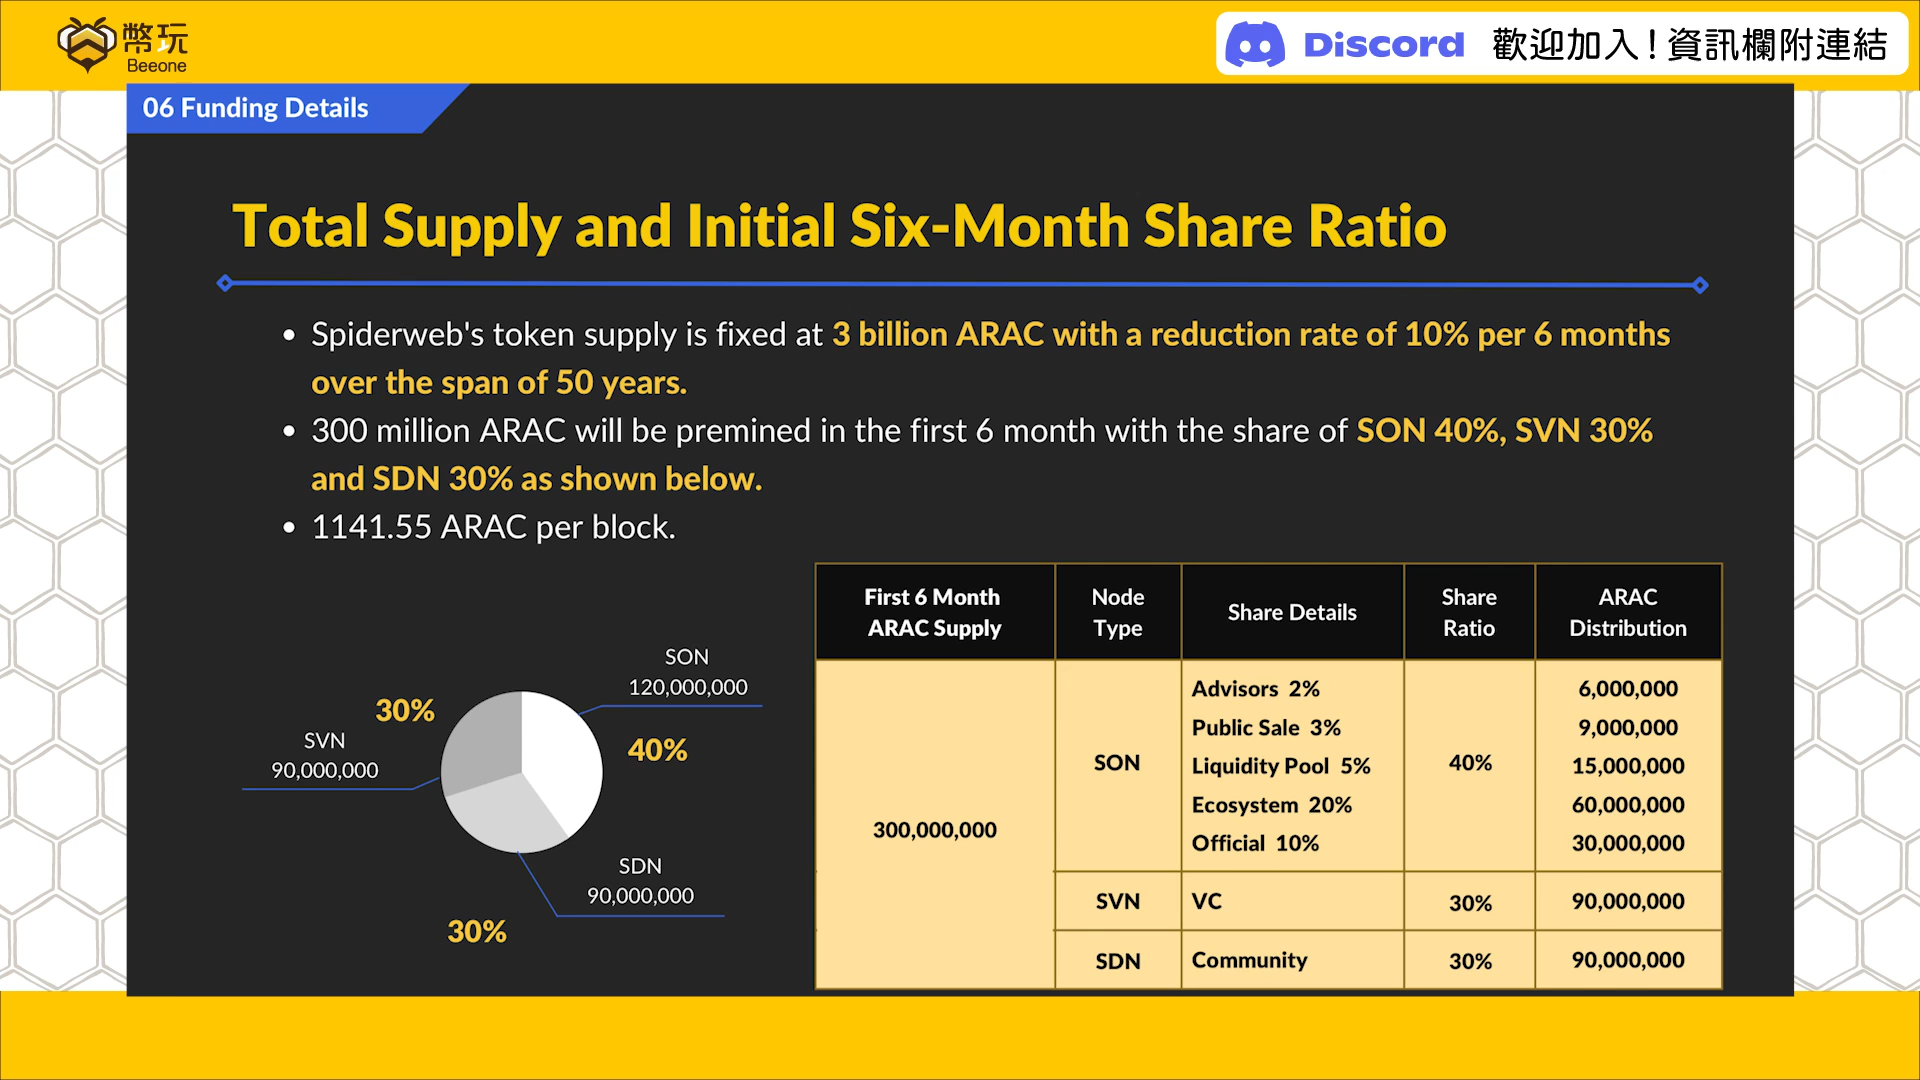 幣玩
Beeone
Discord 歡迎加入！資訊欄附連結
06 Funding Details
Total Supply and Initial Six-Month Share Ratio
• Spiderweb's token supply is fixed at 3 billion ARAC with a reduction rate of 10% per 6 months
over the span of 50 years.
• 300 million ARAC will be premined in the first 6 month with the share of SON 40%, SVN 30%
and SDN 30% as shown below.
• 1141.55 ARAC per block.
SON
120,000,000
40%
30%
SVN
90,000,000
SDN
90,000,000
30%
First 6 Month
ARAC Supply
Node
Type
Share Details
Share
Ratio
ARAC
Distribution
300,000,000
SON
Advisors 2%
Public Sale 3%
Liquidity Pool 5%
Ecosystem 20%
Official 10%
40%
6,000,000
9,000,000
15,000,000
60,000,000
30,000,000
SVN
VC
30%
90,000,000
SDN
Community
30%
90,000,000